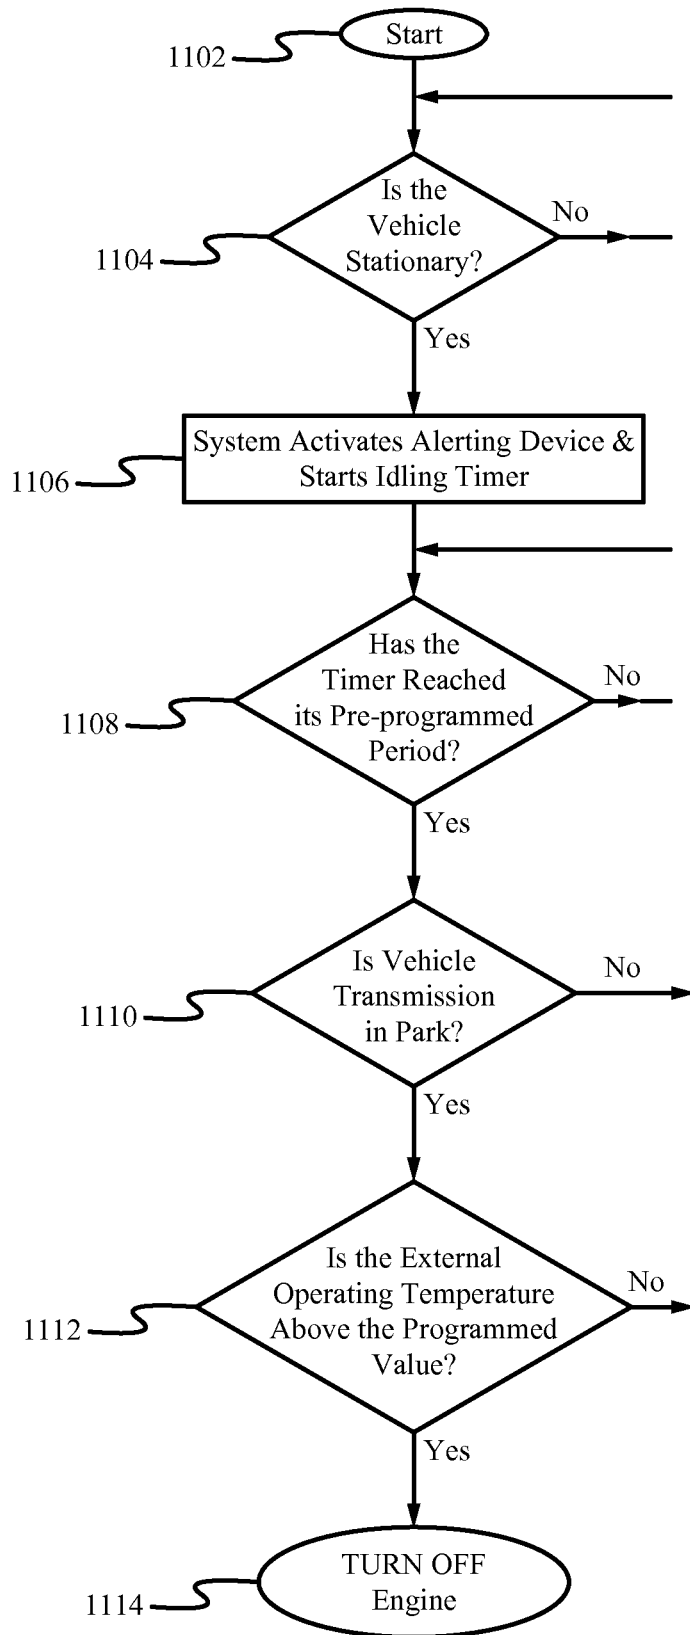 Start
1102
Is the
Vehicle
Stationary?
No
1104
Yes
System Activates Alerting Device &
Starts Idling Timer
1106
Has the
Timer Reached
its Pre-programmed
Period?
No
1108
Yes
Is Vehicle
Transmission
in Park?
No
1110
Yes
Is the External
Operating Temperature
Above the Programmed
Value?
No
1112
Yes
TURN OFF
Engine
1114